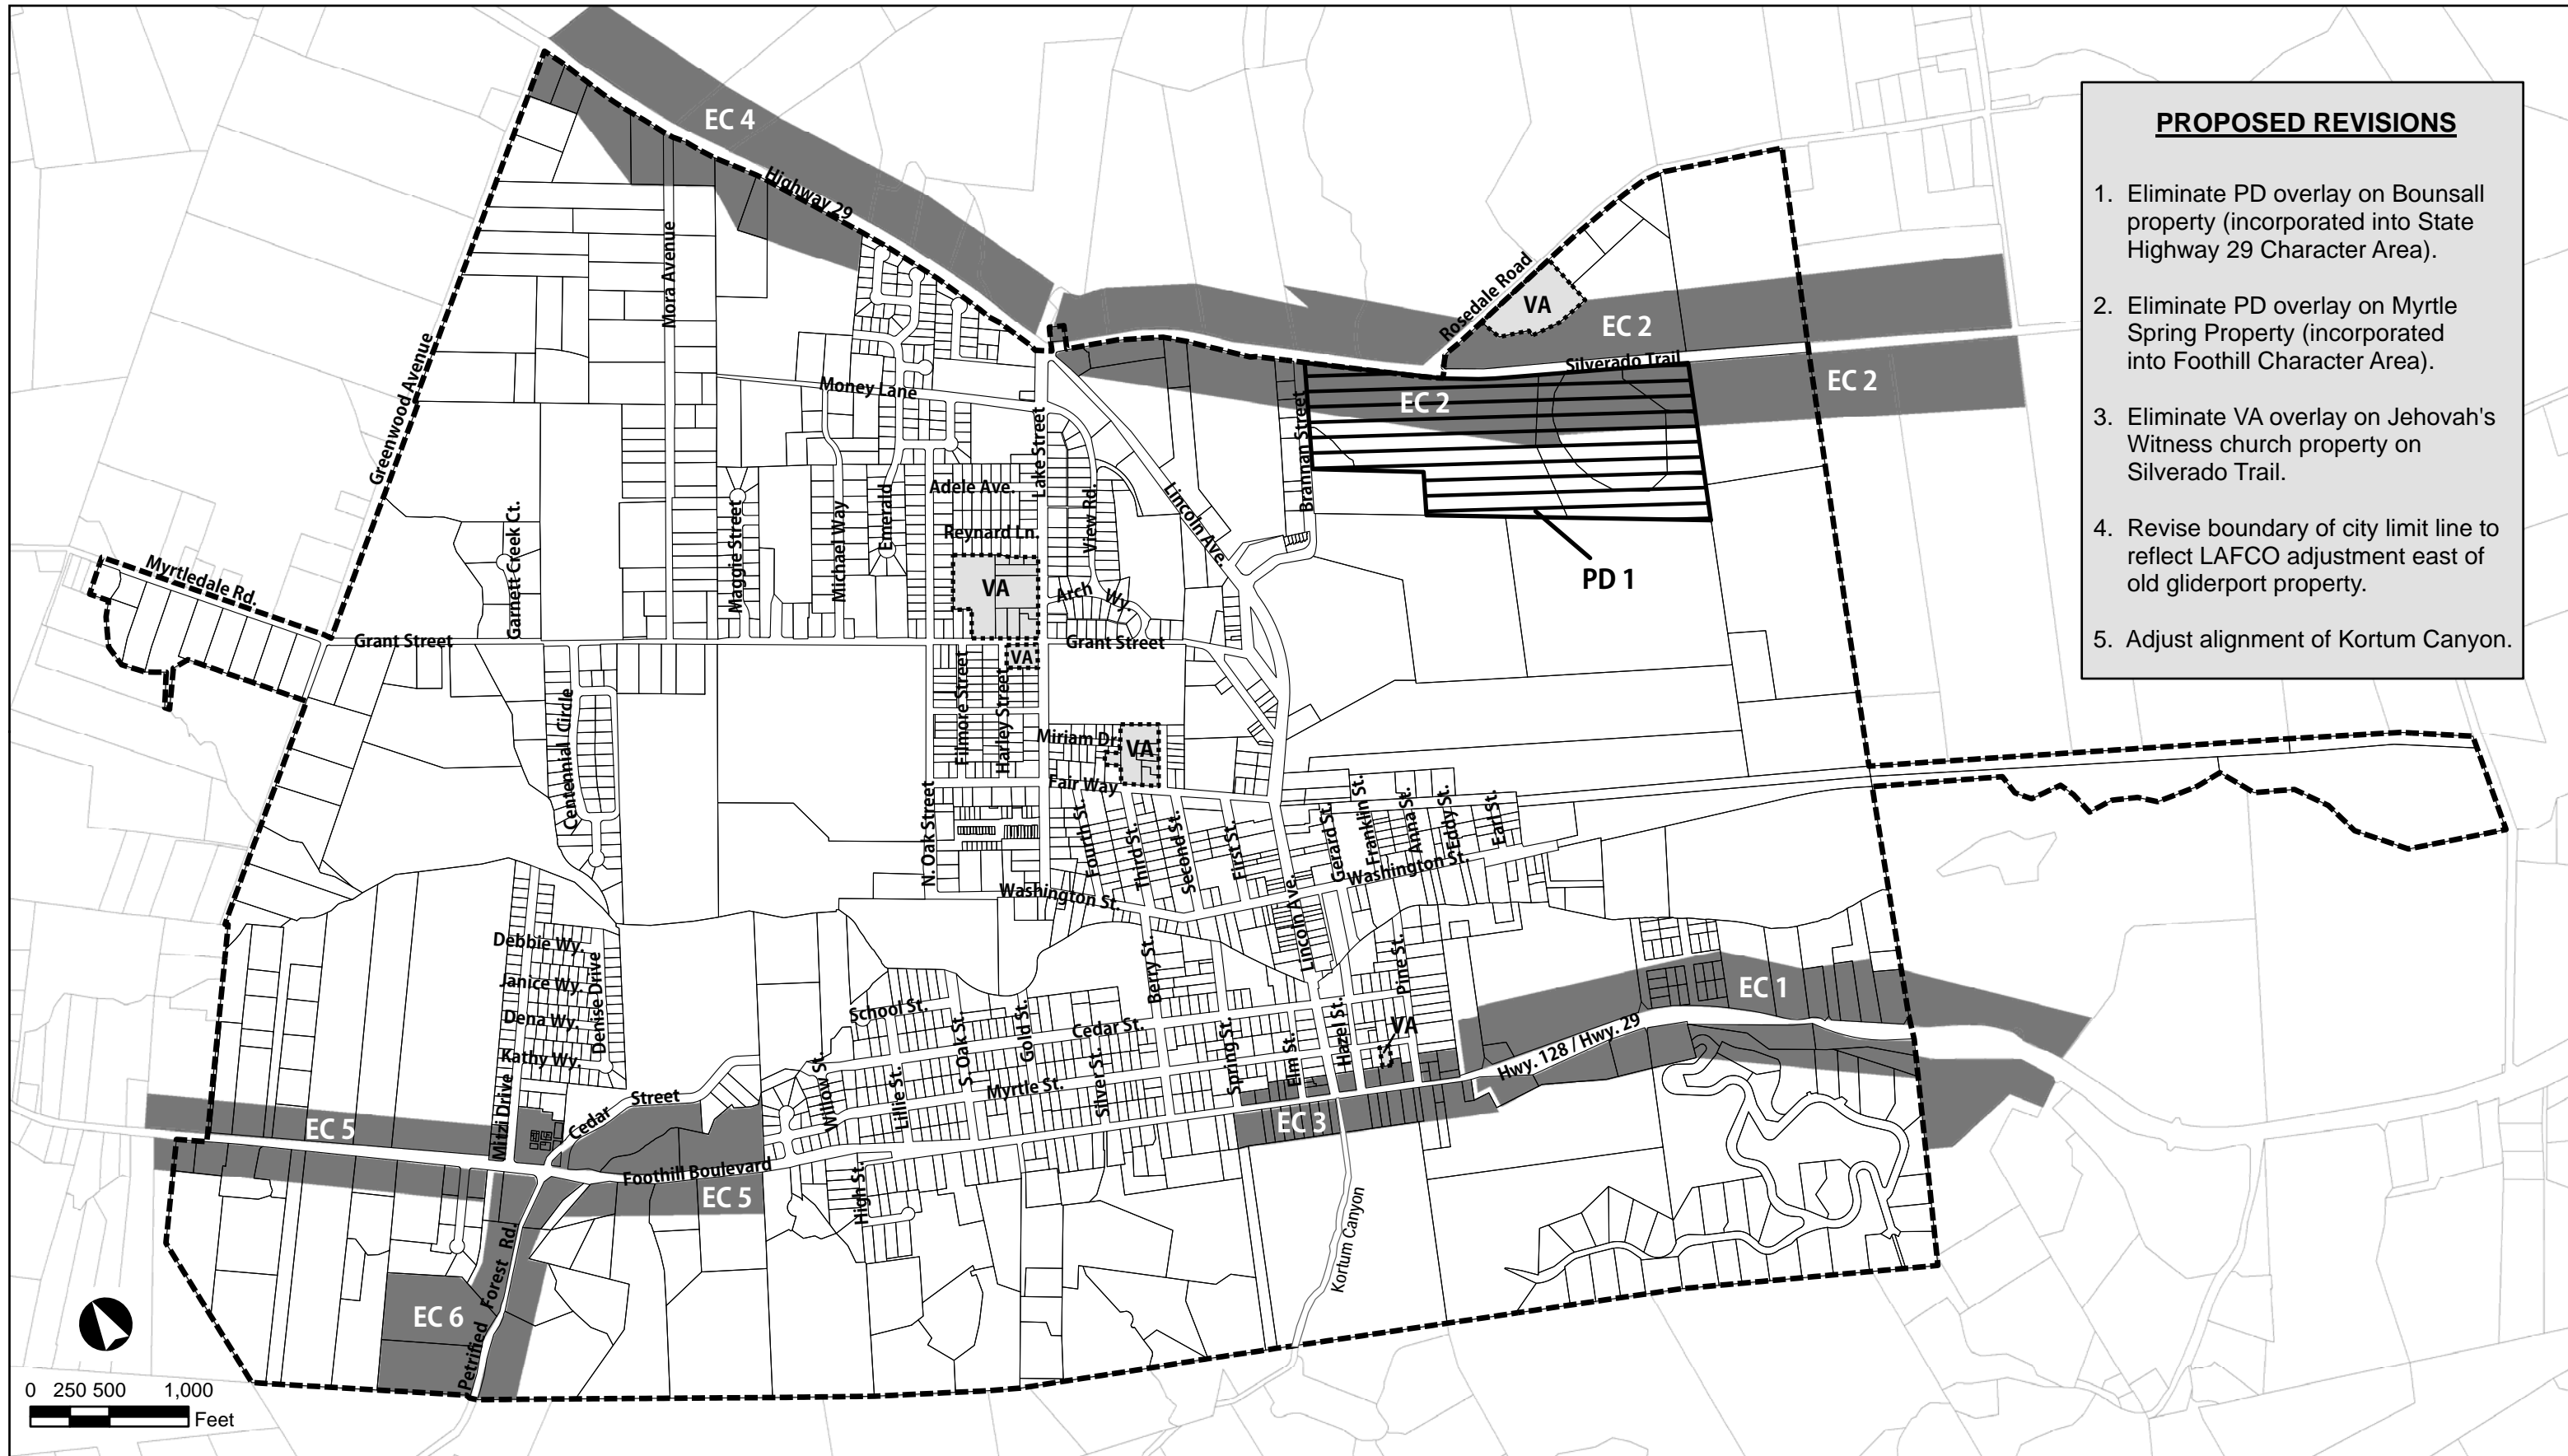 EC 4
Highway 29
PROPOSED REVISIONS
1. Eliminate PD overlay on Bounsall
property (incorporated into State
Highway 29 Character Area).
2. Eliminate PD overlay on Myrtle
Spring Property (incorporated
into Foothill Character Area).
3. Eliminate VA overlay on Jehovah's
Witness church property on
Silverado Trail.
4. Revise boundary of city limit line to
reflect LAFCO adjustment east of
old gliderport property.
5. Adjust alignment of Kortum Canyon.
Mora Avenue
Rosedale Road
VA
EC 2
Silverado Trail
EC 2
EC 2
Greenwood Avenue
Money Lane
Lake Street
Brannan Street
Adele Ave.
Lincoln Ave.
Garnett Creek Ct.
Maggie Street
Michael Way
Emerald
Reynard Ln.
View Rd.
PD 1
Myrtledale Rd.
VA
Arch Wy.
Grant Street
Grant Street
VA
Centennial Cirdle
Filmore Street
Harley Street
Miriam Dr.
VA
Fair Way
N. Oak Street
Fourth St.
Third St.
Second St.
First St.
Gerard St.
Franklin St.
Anna St.
Eddy St.
Earl St.
Washington St.
Washington St.
Lincoln Ave.
Debbie Wy.
Janice Wy.
Dena Wy.
Kathy Wy.
Denise Drive
Berry St.
Pine St.
EC 1
School St.
Cedar St.
S. Oak St.
Gold St.
Hazel St.
VA
Hwy. 128 / Hwy. 29
Willow St.
Lillie St.
Myrtle St.
Silver St.
Spring St.
Elm St.
Mitzi Drive
Cedar Street
EC 5
EC 3
Foothill Boulevard
EC 5
High St.
Kortum Canyon
Petrified Forest Rd.
EC 6
0 250 500 1,000
Feet